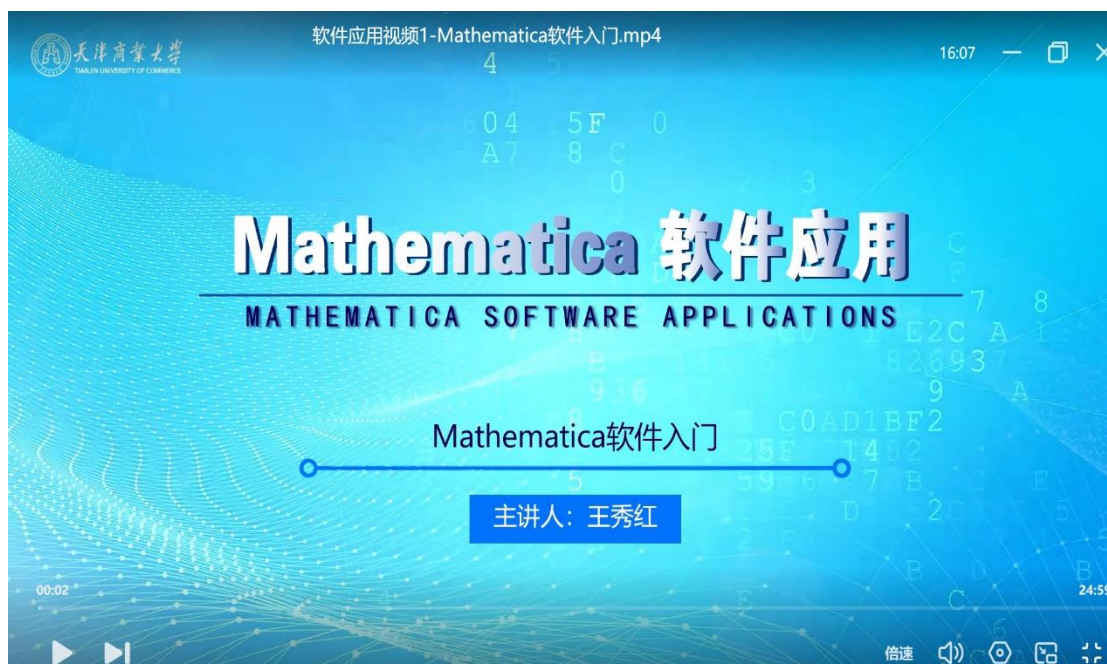 软件应用视频1-Mathematica软件入门.mp4
16:07
天津商业大学
TIANJIN UNIVERSITY OF COMMERCE
Mathematica 软件应用
MATHEMATICA SOFTWARE APPLICATIONS
Mathematica软件入门
主讲人：王秀红
00:02
24:59
倍速